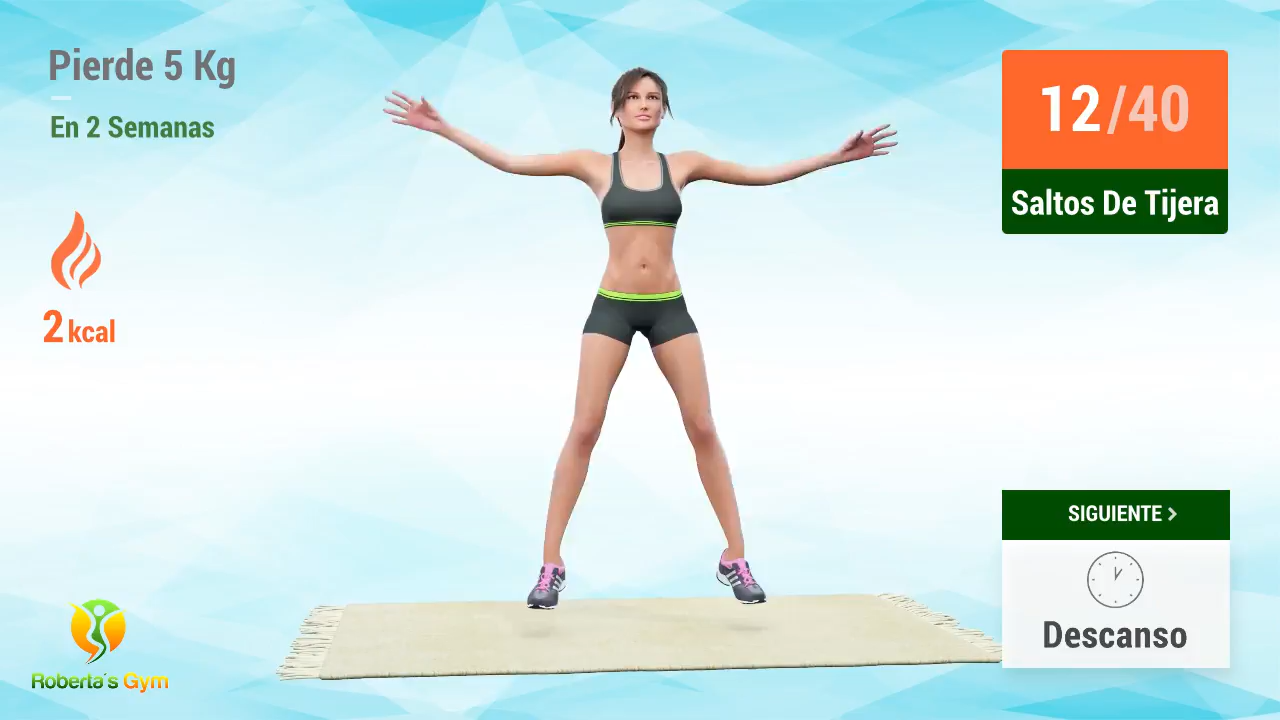 Pierde 5 Kg
En 2 Semanas
2 kcal
12/40
Saltos De Tijera
SIGUIENTE >
Descanso
Roberta's Gym